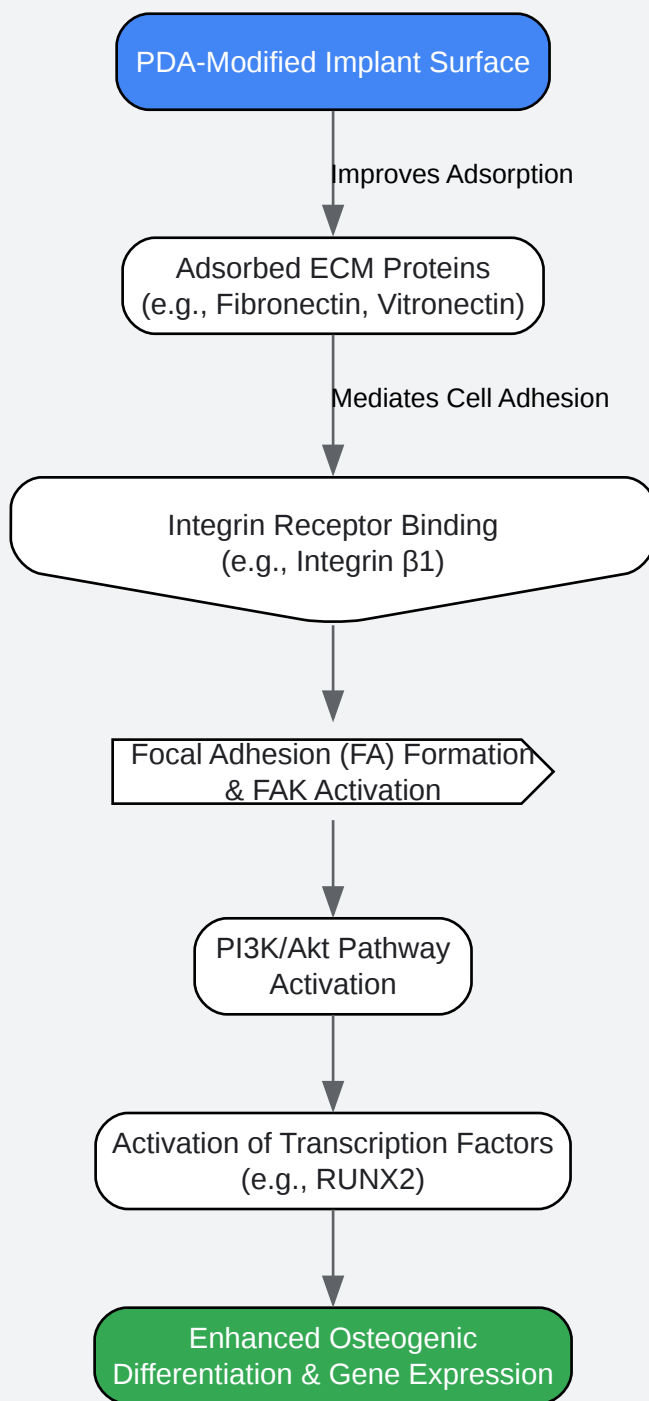 PDA-Modified Implant Surface
Improves Adsorption
Adsorbed ECM Proteins
(e.g., Fibronectin, Vitronectin)
Mediates Cell Adhesion
Integrin Receptor Binding
(e.g., Integrin β1)
Focal Adhesion (FA) Formation
& FAK Activation
PI3K/Akt Pathway
Activation
Activation of Transcription Factors
(e.g., RUNX2)
Enhanced Osteogenic
Differentiation & Gene Expression